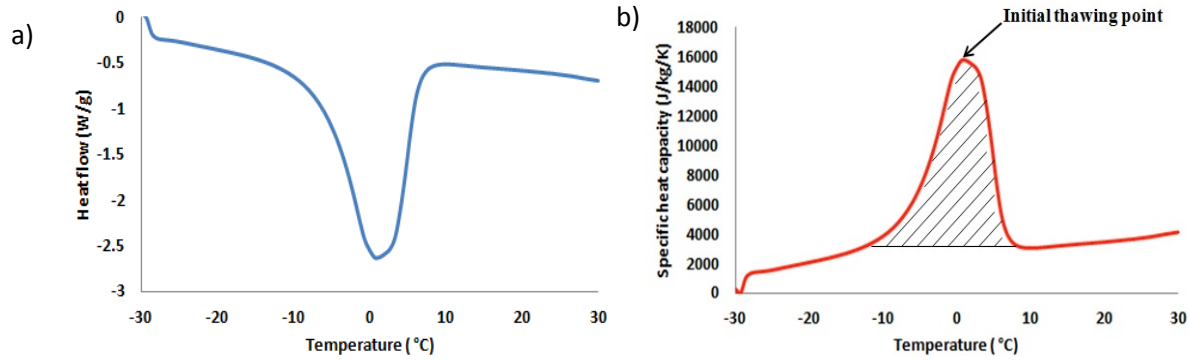 a)
0
-0.5
-1
-1.5
-2
-2.5
-3
Heat flow (W/g)
-30 -20 -10 0 10 20 30
Temperature ( °C)
b)
Initial thawing point
18000
16000
14000
12000
10000
8000
6000
4000
2000
0
Specific heat capacity (J/kg/K)
-30 -20 -10 0 10 20 30
Temperature ( °C)